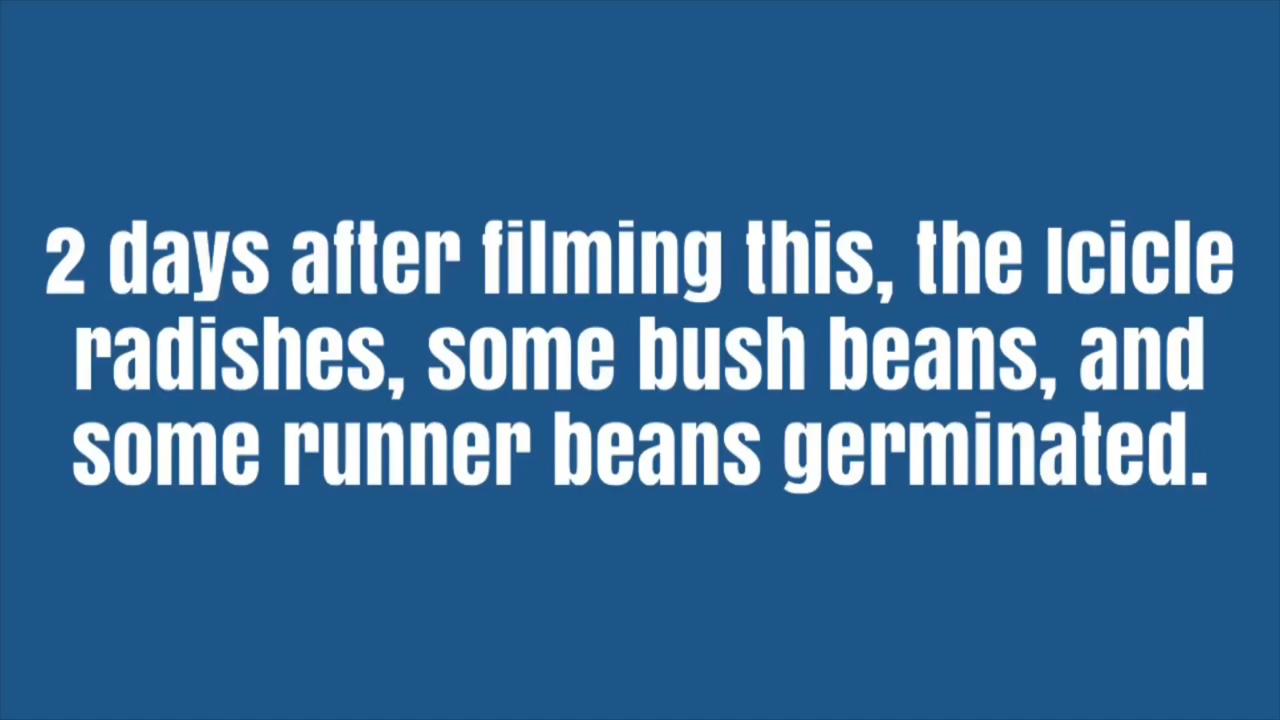 2 days after filming this, the Icicle
radishes, some bush beans, and
some runner beans germinated.